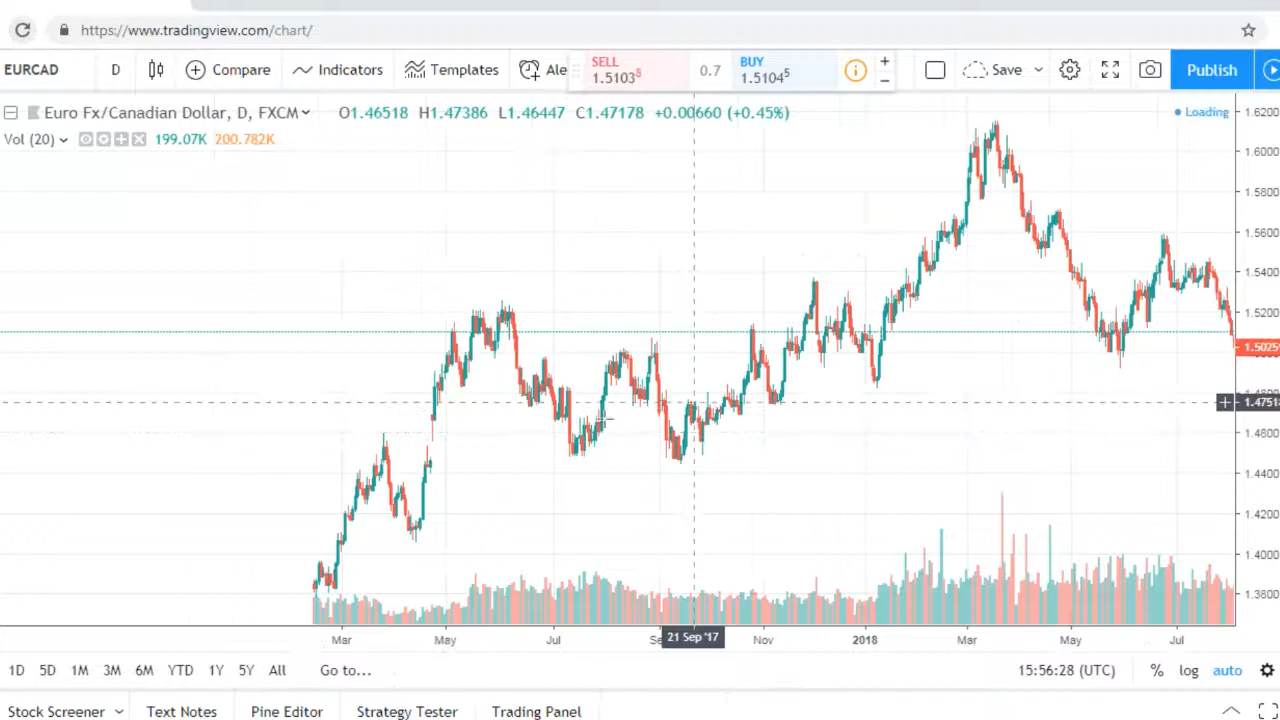 https://www.tradingview.com/chart/
EURCAD D Compare Indicators Templates Ale SELL 1.5103⁸ 0.7 BUY 1.5104⁵ Save Publish
Euro Fx/Canadian Dollar, D, FXCM O1.46518 H1.47386 L1.46447 C1.47178 +0.00660 (+0.45%) Loading
Vol (20) 199.07K 200.782K
1.6200
1.6000
1.5800
1.5600
1.5400
1.5200
1.5025
1.4751
1.4600
1.4400
1.4200
1.4000
1.3800
Mar May Jul 21 Sep '17 Nov 2018 Mar May Jul
1D 5D 1M 3M 6M YTD 1Y 5Y All Go to... 15:56:28 (UTC) % log auto
Stock Screener Text Notes Pine Editor Strategy Tester Trading Panel